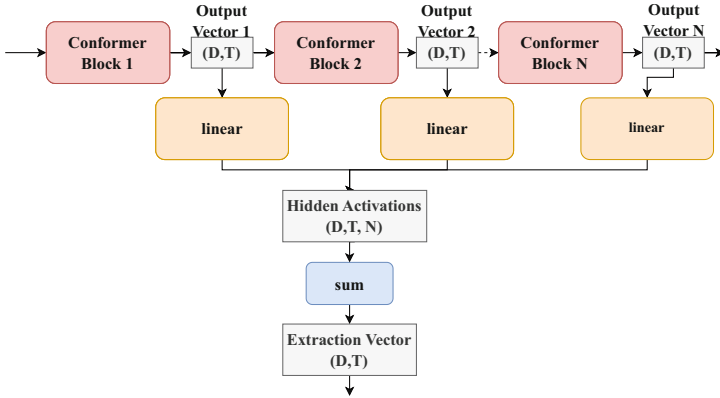 Output
Vector 1
Output
Vector 2
Output
Vector N
Conformer
Block 1
(D,T)
Conformer
Block 2
(D,T)
Conformer
Block N
(D,T)
linear
linear
linear
Hidden Activations
(D,T, N)
sum
Extraction Vector
(D,T)